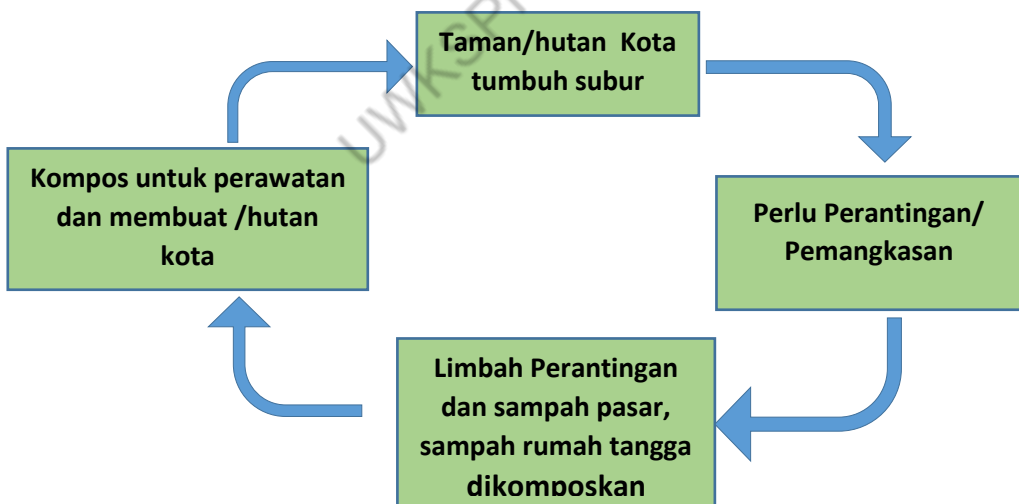 Taman/hutan Kota
tumbuh subur
Perlu Perantingan/
Pemangkasan
Limbah Perantingan
dan sampah pasar,
sampah rumah tangga
dikomposkan
Kompos untuk perawatan
dan membuat /hutan
kota